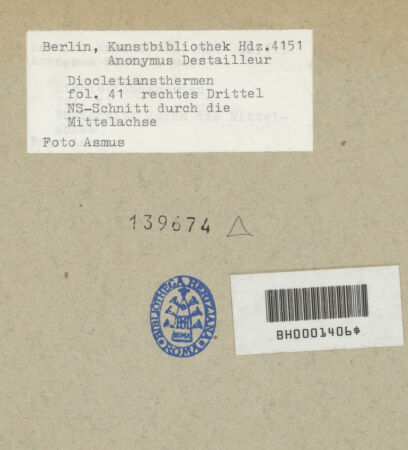 Berlin, Kunstbibliothek Hdz.4151
Anonymus Destailleur
Diocletiansthermen
fol. 41 rechtes Drittel
NS-Schnitt durch die
Mittelachse
Foto Asmus
139674
BIBLIOTHECA HERTZIANA
ROMA
BH0001406*